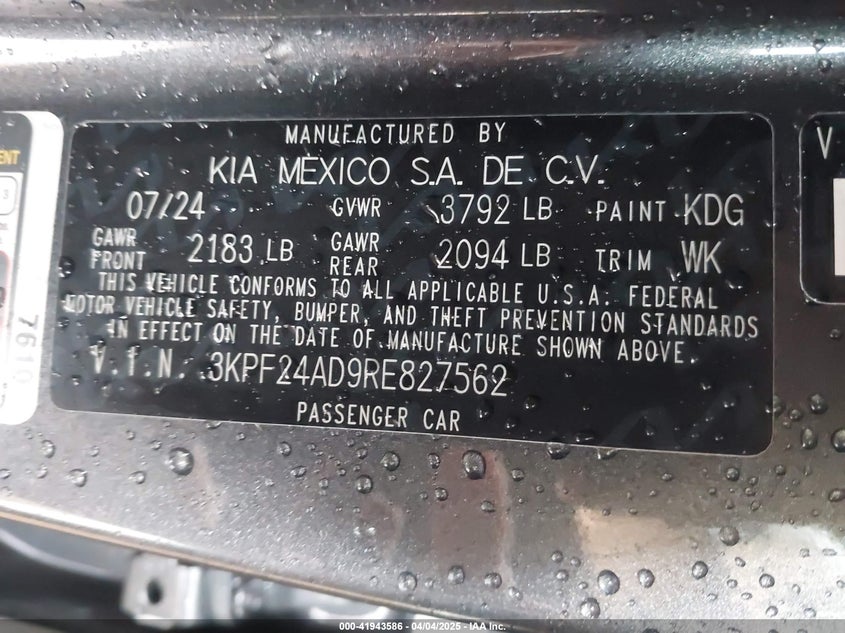 MANUFACTURED BY
KIA MEXICO S.A. DE C.V.
07/24 GVWR 3792 LB PAINT KDG
GAWR FRONT 2183 LB GAWR REAR 2094 LB TRIM WK
THIS VEHICLE CONFORMS TO ALL APPLICABLE U.S.A. FEDERAL
MOTOR VEHICLE SAFETY, BUMPER, AND THEFT PREVENTION STANDARDS
IN EFFECT ON THE DATE OF MANUFACTURE SHOWN ABOVE.
V.I.N. 3KPF24AD9RE827562
PASSENGER CAR
7610
V
000-41943586 - 04/04/2025 - IAA Inc.